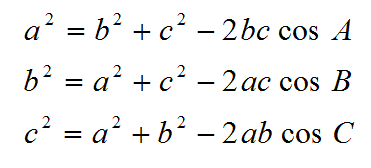 a² = b² + c² − 2bc cos A
b² = a² + c² − 2ac cos B
c² = a² + b² − 2ab cos C